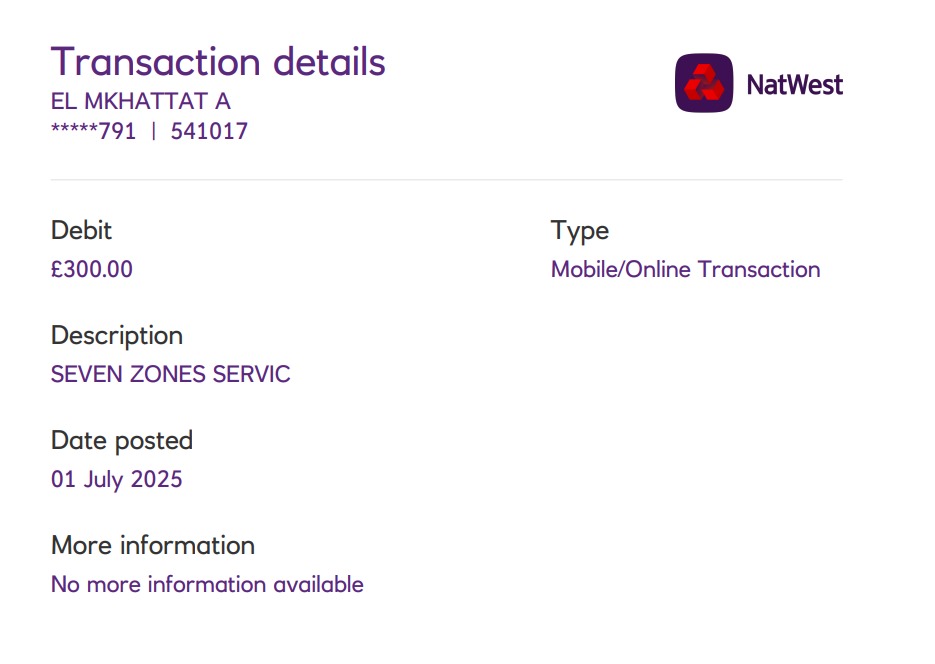 Transaction details
EL MKHATTAT A
*****791 | 541017
NatWest
Debit
£300.00
Type
Mobile/Online Transaction
Description
SEVEN ZONES SERVIC
Date posted
01 July 2025
More information
No more information available